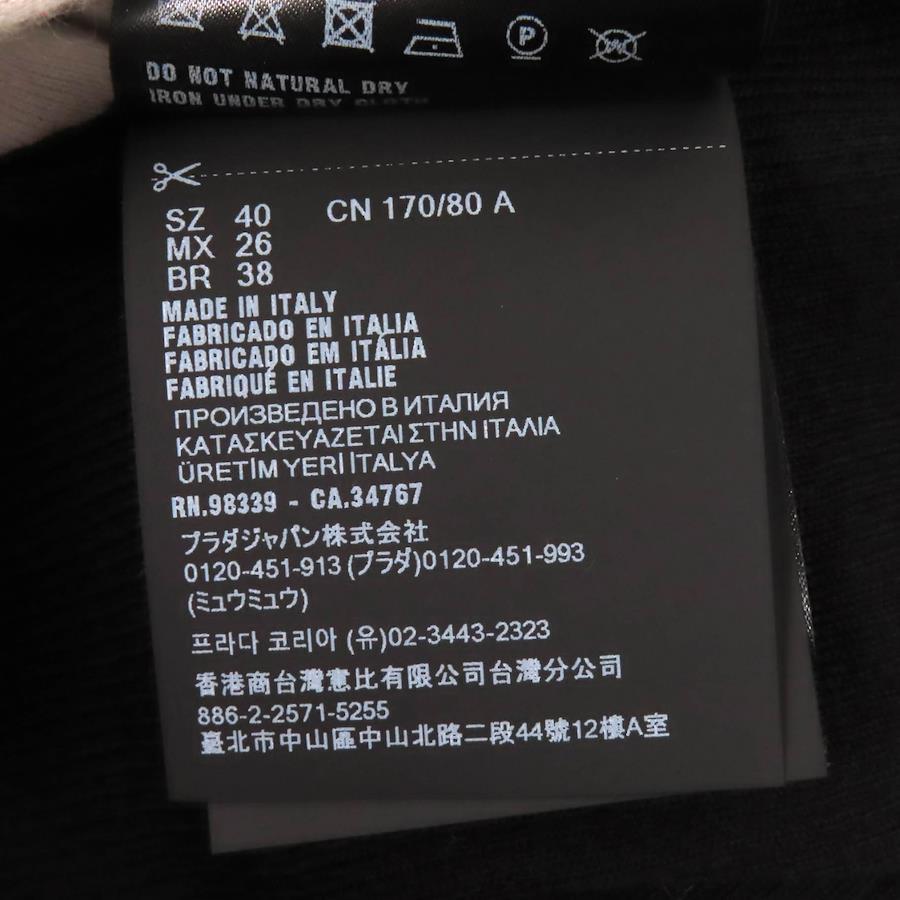 DO NOT NATURAL DRY
IRON UNDER DRY CLOTH
SZ 40 CN 170/80 A
MX 26
BR 38
MADE IN ITALY
FABRICADO EN ITALIA
FABRICADO EM ITÁLIA
FABRIQUÉ EN ITALIE
ПРОИЗВЕДЕНО В ИТАЛИЯ
ΚΑΤΑΣΚΕΥΑΖΕΤΑΙ ΣΤΗΝ ΙΤΑΛΙΑ
ÜRETİM YERİ İTALYA
RN.98339 - CA.34767
プラダジャパン株式会社
0120-451-913 (プラダ)0120-451-993
(ミュウミュウ)
프라다 코리아 (유)02-3443-2323
香港商台灣惠比有限公司台灣分公司
886-2-2571-5255
臺北市中山區中山北路二段44號12樓A室